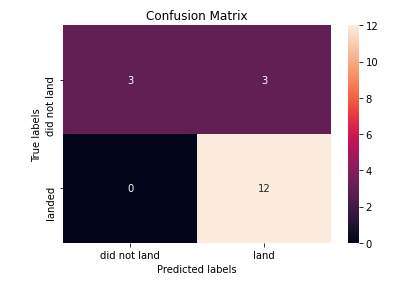 Confusion Matrix
True labels
did not land
landed
3
3
0
12
did not land
land
Predicted labels
12
10
8
6
4
2
0